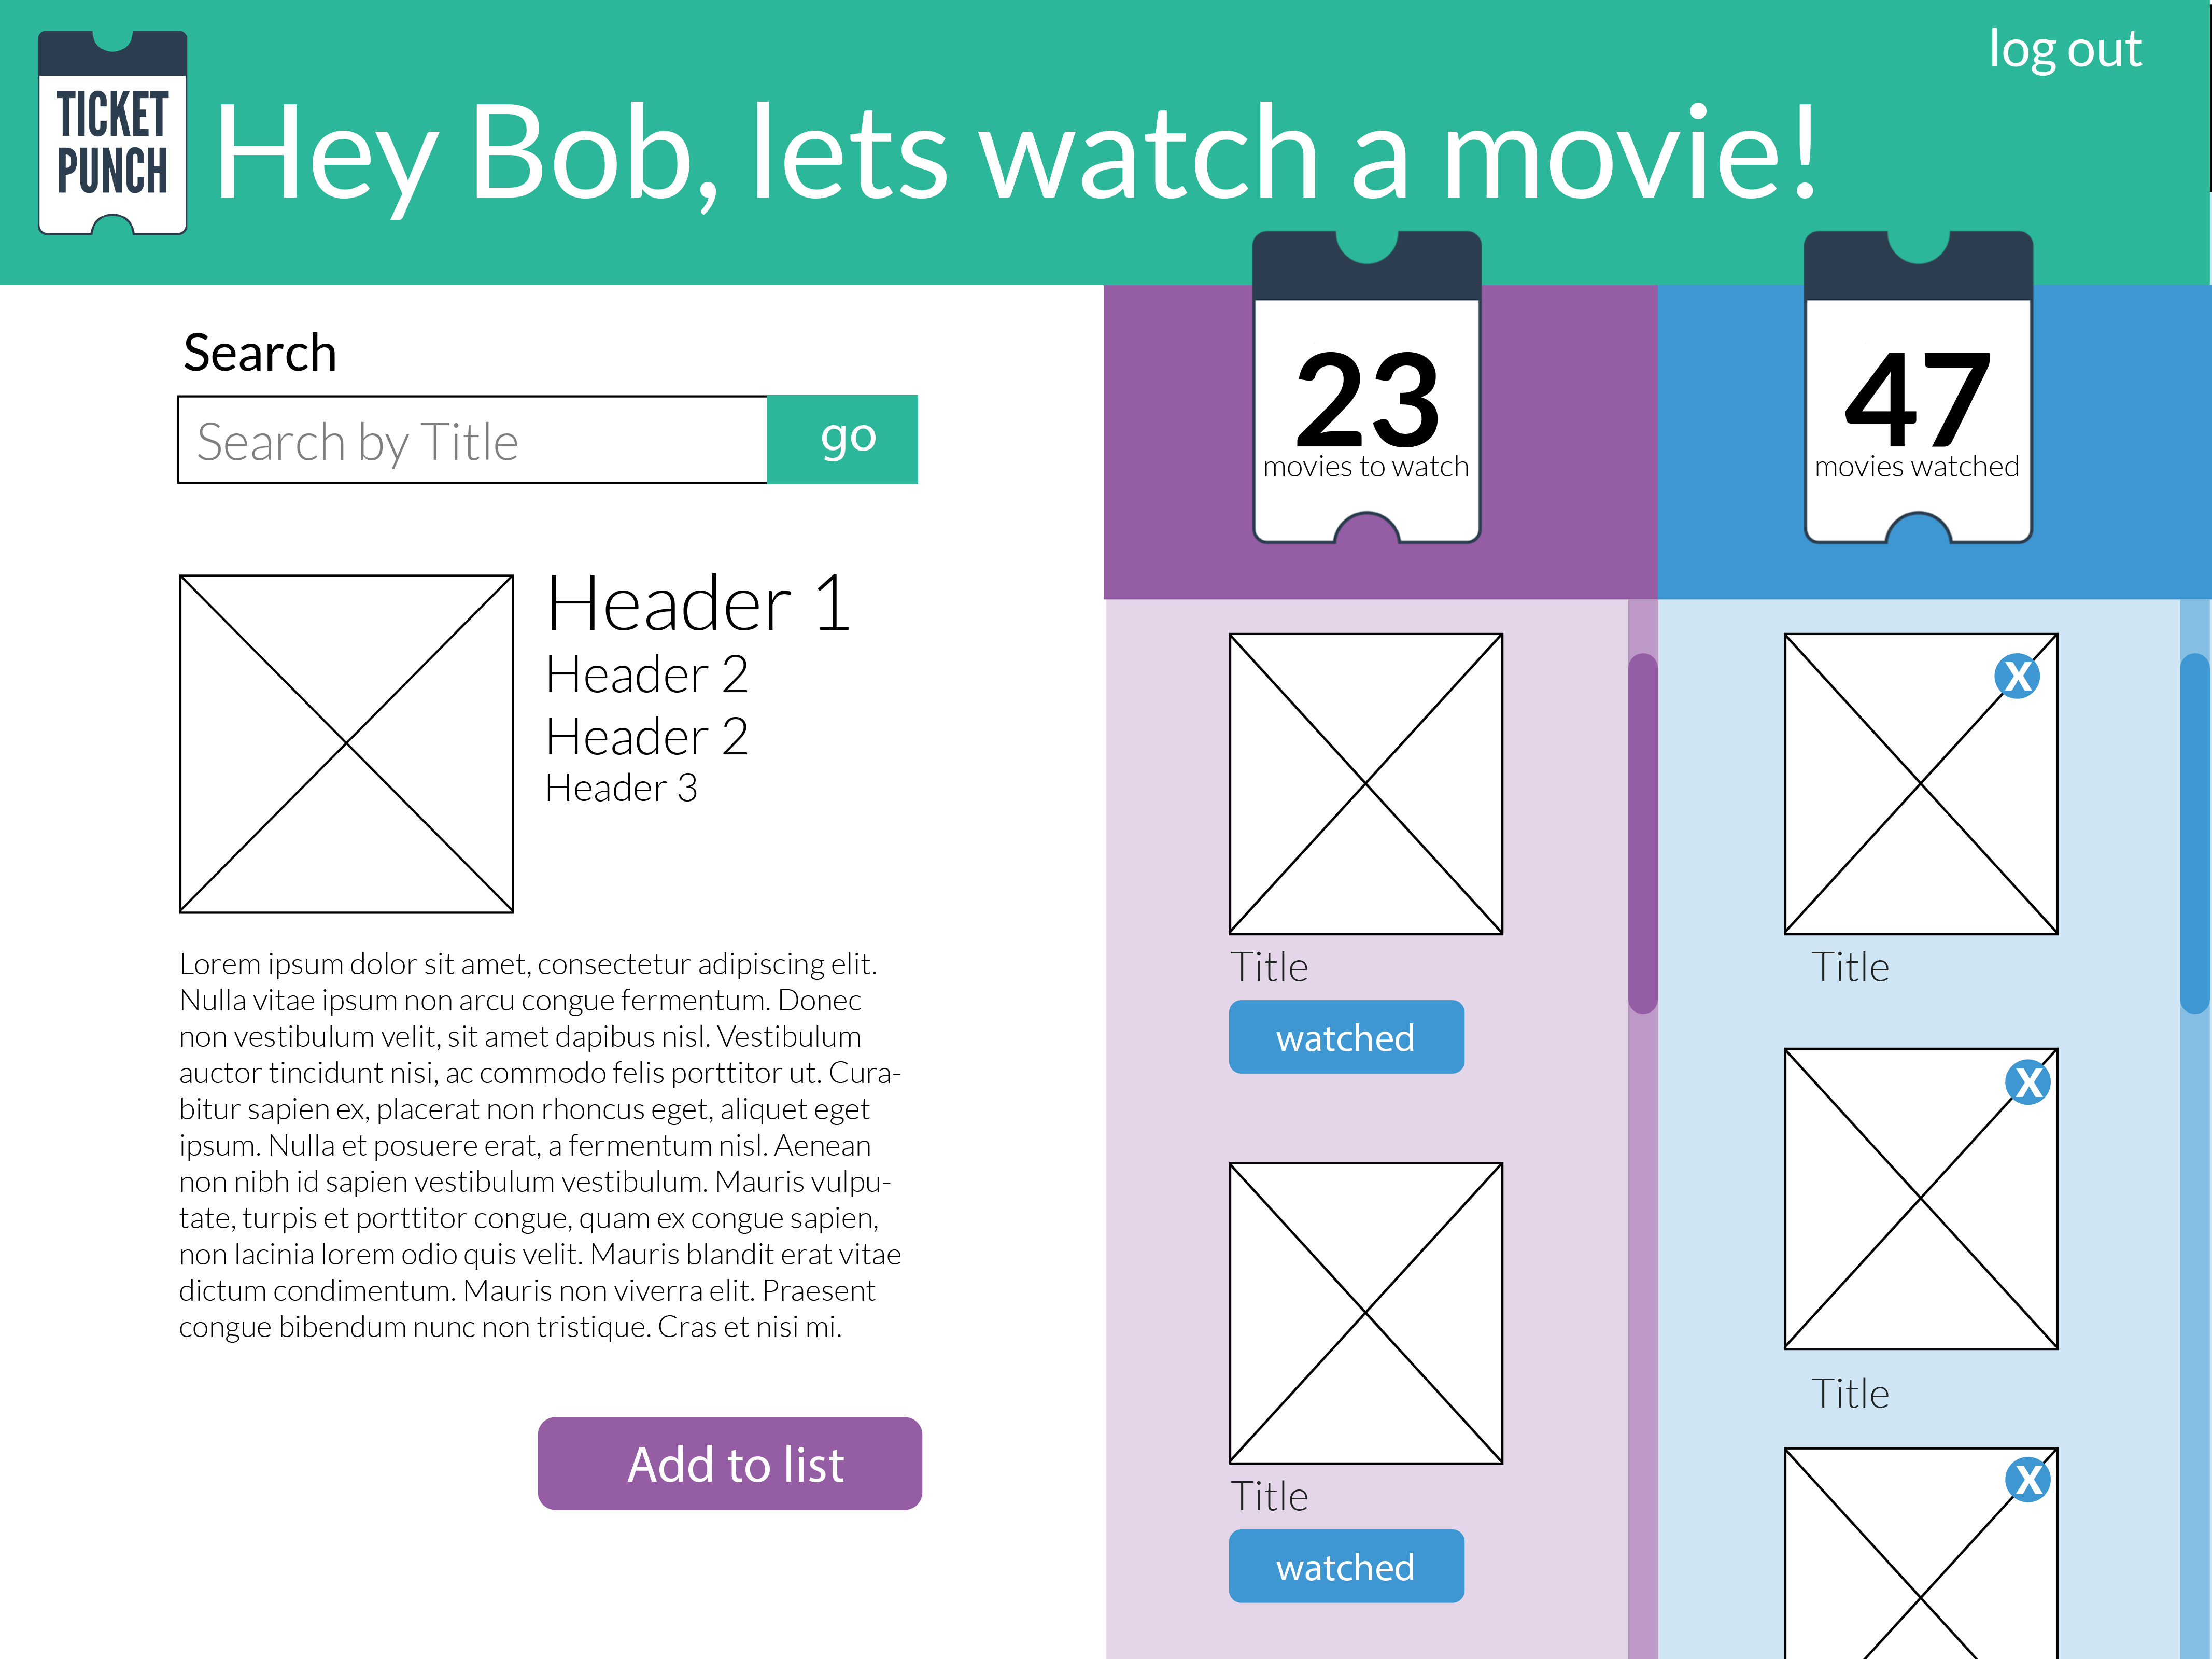 log out
TICKET
PUNCH
Hey Bob, lets watch a movie!
Search
Search by Title
go
Header 1
Header 2
Header 2
Header 3
Lorem ipsum dolor sit amet, consectetur adipiscing elit.
Nulla vitae ipsum non arcu congue fermentum. Donec
non vestibulum velit, sit amet dapibus nisl. Vestibulum
auctor tincidunt nisi, ac commodo felis porttitor ut. Cura-
bitur sapien ex, placerat non rhoncus eget, aliquet eget
ipsum. Nulla et posuere erat, a fermentum nisl. Aenean
non nibh id sapien vestibulum vestibulum. Mauris vulpu-
tate, turpis et porttitor congue, quam ex congue sapien,
non lacinia lorem odio quis velit. Mauris blandit erat vitae
dictum condimentum. Mauris non viverra elit. Praesent
congue bibendum nunc non tristique. Cras et nisi mi.
Add to list
23
movies to watch
Title
watched
Title
watched
47
movies watched
X
Title
X
Title
X